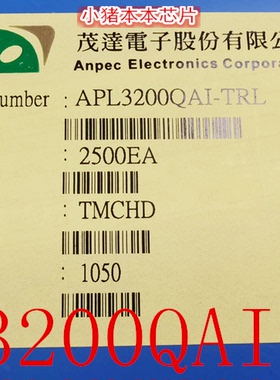 小猪本本芯片
茂達電子股份有限公
Anpec Electronics Corpora
umber : APL3200QAI-TRL
: 2500EA
: TMCHD
: 1050
3200QAI